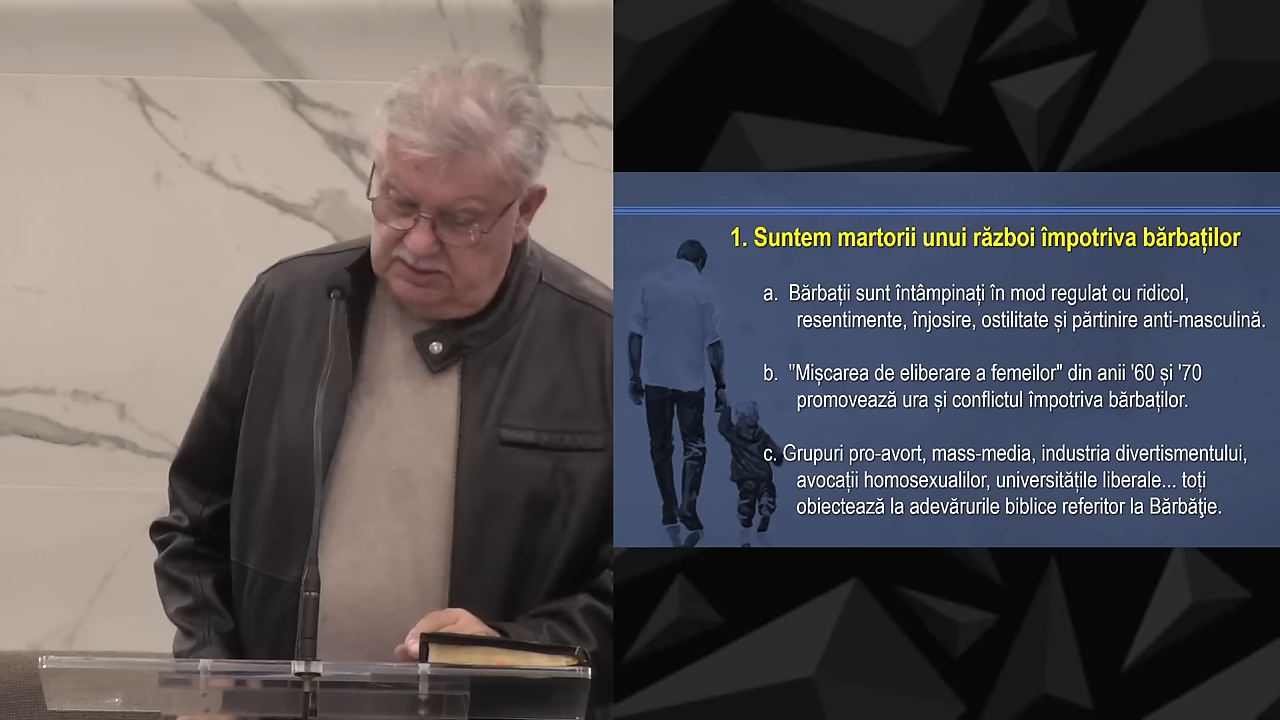 1. Suntem martorii unui război împotriva bărbaților
a. Bărbații sunt întâmpinați în mod regulat cu ridicol,
resentimente, înjosire, ostilitate și părtinire anti-masculină.
b. "Mișcarea de eliberare a femeilor" din anii '60 și '70
promovează ura și conflictul împotriva bărbaților.
c. Grupuri pro-avort, mass-media, industria divertismentului,
avocații homosexualilor, universitățile liberale... toți
obiectează la adevărurile biblice referitor la Bărbăţie.